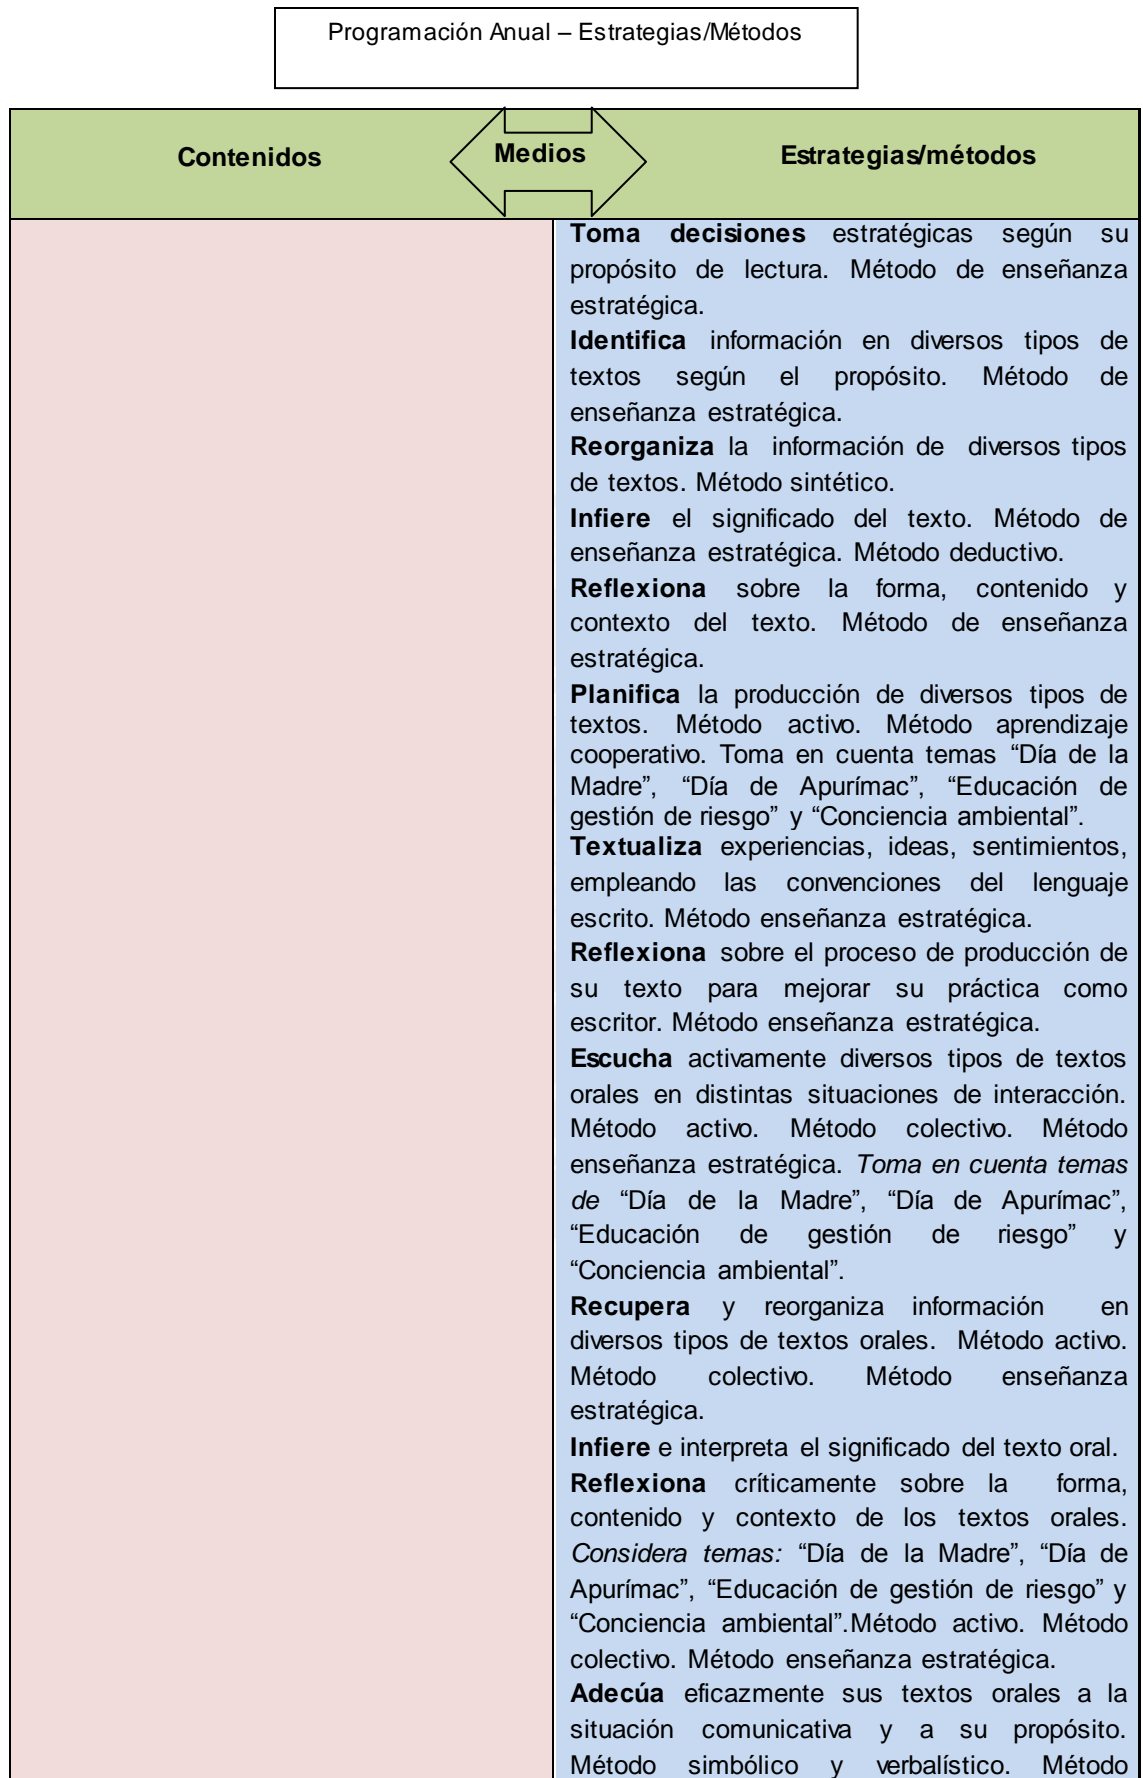 Programación Anual – Estrategias/Métodos
Contenidos
Medios
Estrategias/métodos
Toma decisiones estratégicas según su
propósito de lectura. Método de enseñanza
estratégica.
Identifica información en diversos tipos de
textos según el propósito. Método de
enseñanza estratégica.
Reorganiza la información de diversos tipos
de textos. Método sintético.
Infiere el significado del texto. Método de
enseñanza estratégica. Método deductivo.
Reflexiona sobre la forma, contenido y
contexto del texto. Método de enseñanza
estratégica.
Planifica la producción de diversos tipos de
textos. Método activo. Método aprendizaje
cooperativo. Toma en cuenta temas “Día de la
Madre”, “Día de Apurímac”, “Educación de
gestión de riesgo” y “Conciencia ambiental”.
Textualiza experiencias, ideas, sentimientos,
empleando las convenciones del lenguaje
escrito. Método enseñanza estratégica.
Reflexiona sobre el proceso de producción de
su texto para mejorar su práctica como
escritor. Método enseñanza estratégica.
Escucha activamente diversos tipos de textos
orales en distintas situaciones de interacción.
Método activo. Método colectivo. Método
enseñanza estratégica. Toma en cuenta temas
de “Día de la Madre”, “Día de Apurímac”,
“Educación de gestión de riesgo” y
“Conciencia ambiental”.
Recupera y reorganiza información en
diversos tipos de textos orales. Método activo.
Método colectivo. Método enseñanza
estratégica.
Infiere e interpreta el significado del texto oral.
Reflexiona críticamente sobre la forma,
contenido y contexto de los textos orales.
Considera temas: “Día de la Madre”, “Día de
Apurímac”, “Educación de gestión de riesgo” y
“Conciencia ambiental”.Método activo. Método
colectivo. Método enseñanza estratégica.
Adecúa eficazmente sus textos orales a la
situación comunicativa y a su propósito.
Método simbólico y verbalístico. Método